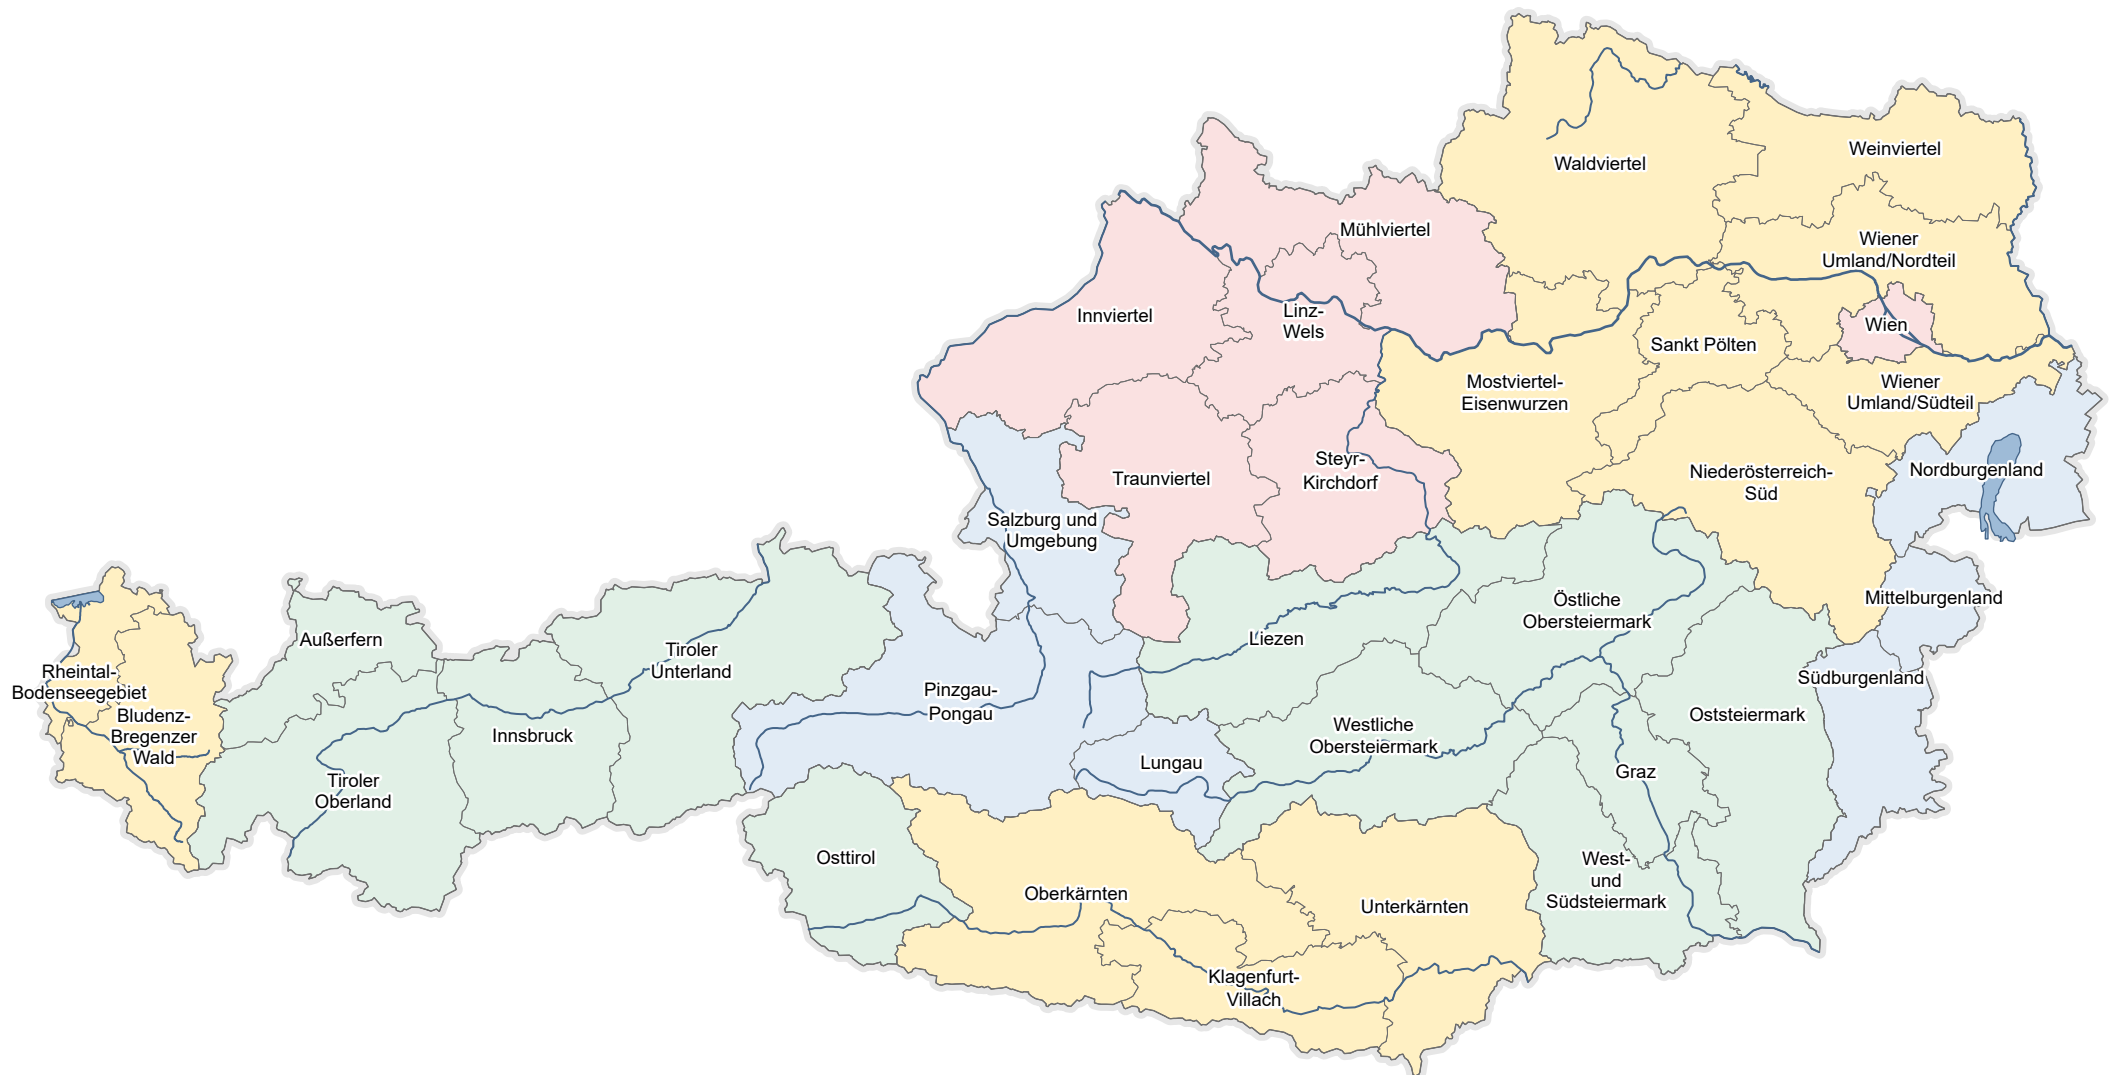 Waldviertel
Weinviertel
Mühlviertel
Wiener
Umland/Nordteil
Innviertel
Linz-
Wels
Wien
Sankt Pölten
Mostviertel-
Eisenwurzen
Wiener
Umland/Südteil
Steyr-
Kirchdorf
Traunviertel
Niederösterreich-
Süd
Nordburgenland
Salzburg und
Umgebung
Mittelburgenland
Östliche
Obersteiermark
Außerfern
Liezen
Tiroler
Unterland
Rheintal-
Bodenseegebiet
Südburgenland
Pinzgau-
Pongau
Bludenz-
Bregenzer
Wald
Innsbruck
Westliche
Obersteiermark
Oststeiermark
Lungau
Graz
Tiroler
Oberland
Osttirol
West-
und
Südsteiermark
Oberkärnten
Unterkärnten
Klagenfurt-
Villach